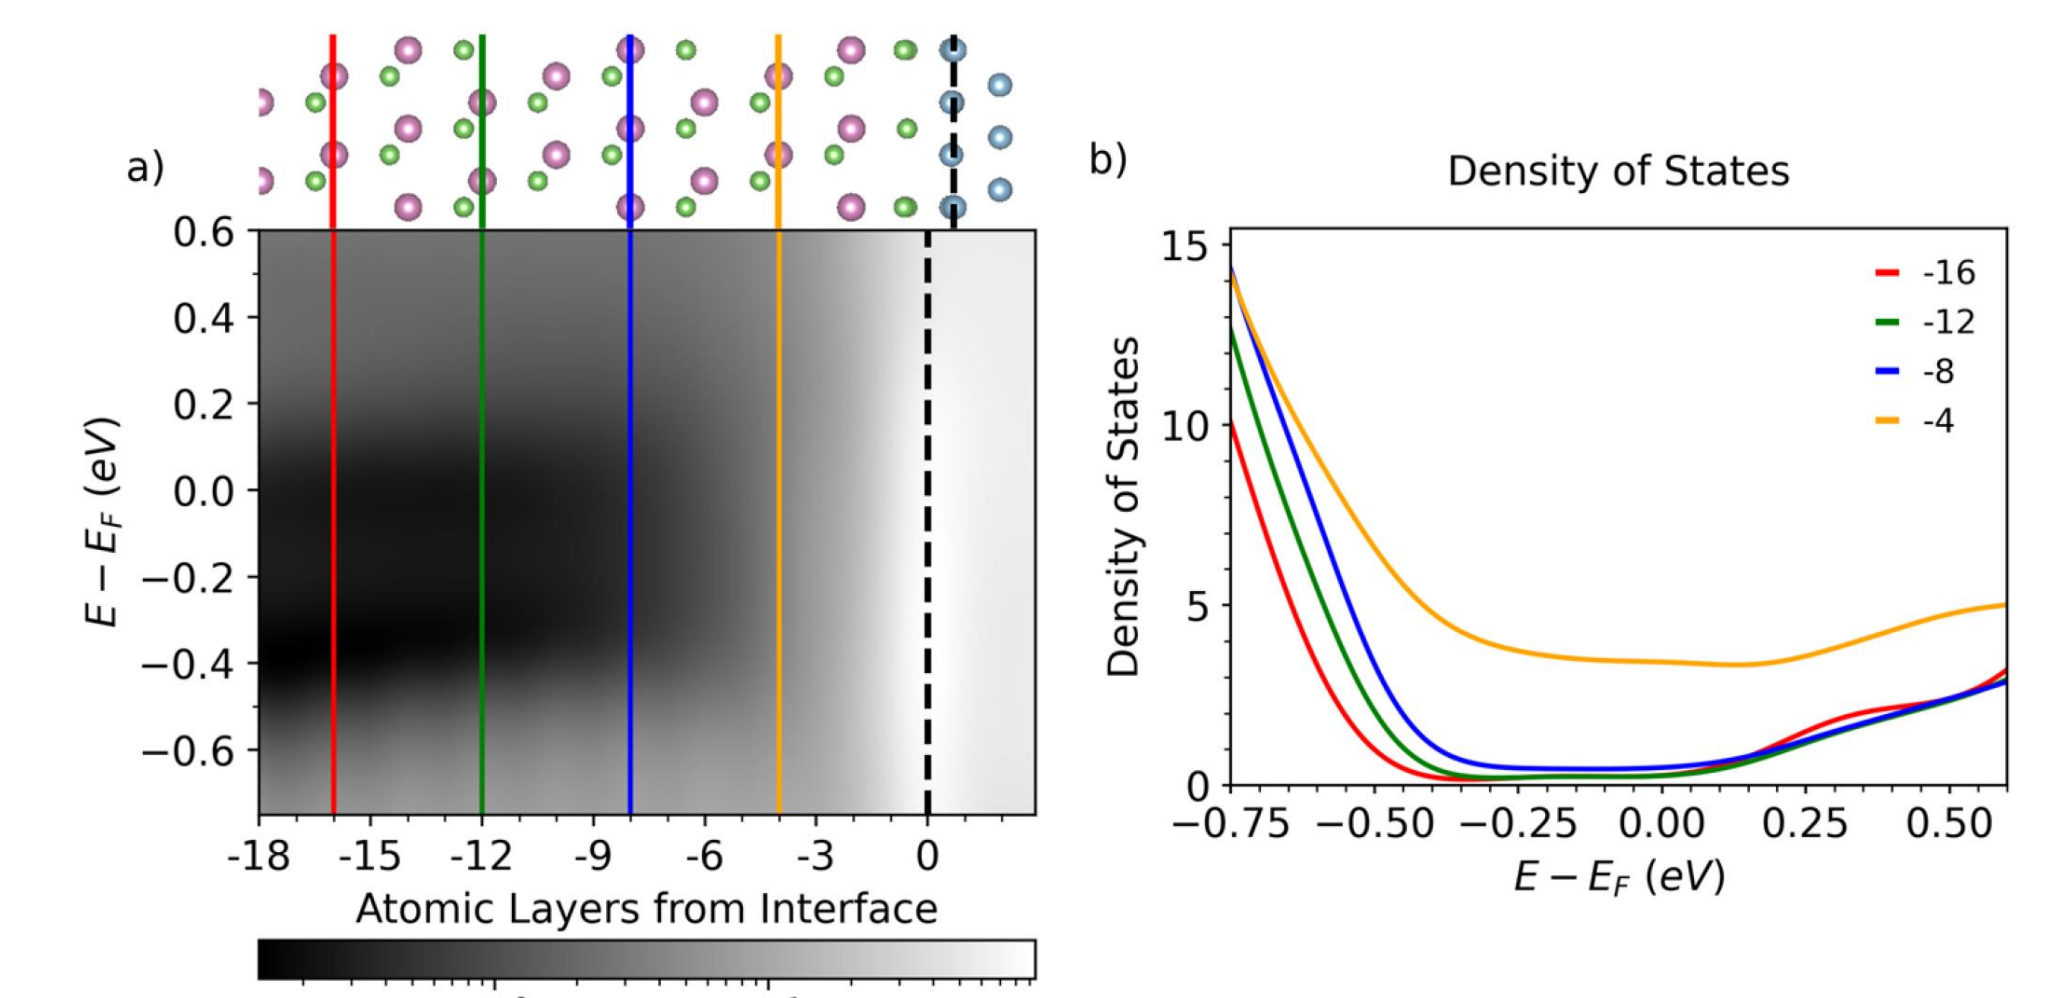 a)
0.6
0.4
0.2
0.0
−0.2
−0.4
−0.6
E − E_F (eV)
-18 -15 -12 -9 -6 -3 0
Atomic Layers from Interface
b)
Density of States
15
10
5
0
Density of States
-16
-12
-8
-4
−0.75 −0.50 −0.25 0.00 0.25 0.50
E − E_F (eV)